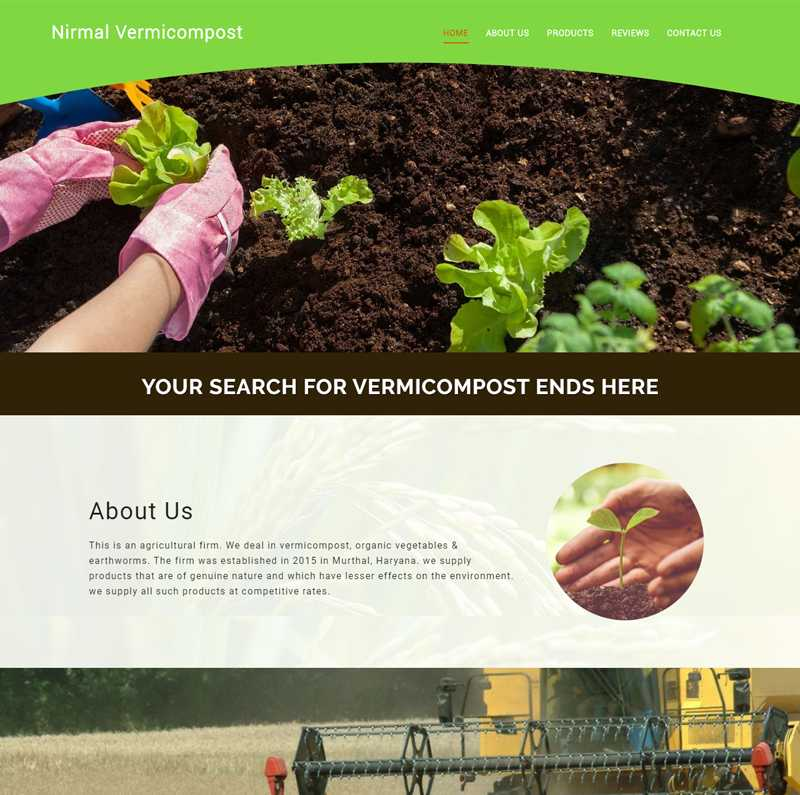 Nirmal Vermicompost
HOME ABOUT US PRODUCTS REVIEWS CONTACT US
YOUR SEARCH FOR VERMICOMPOST ENDS HERE
About Us
This is an agricultural firm. We deal in vermicompost, organic vegetables &
earthworms. The firm was established in 2015 in Murthal, Haryana. we supply
products that are of genuine nature and which have lesser effects on the environment.
we supply all such products at competitive rates.